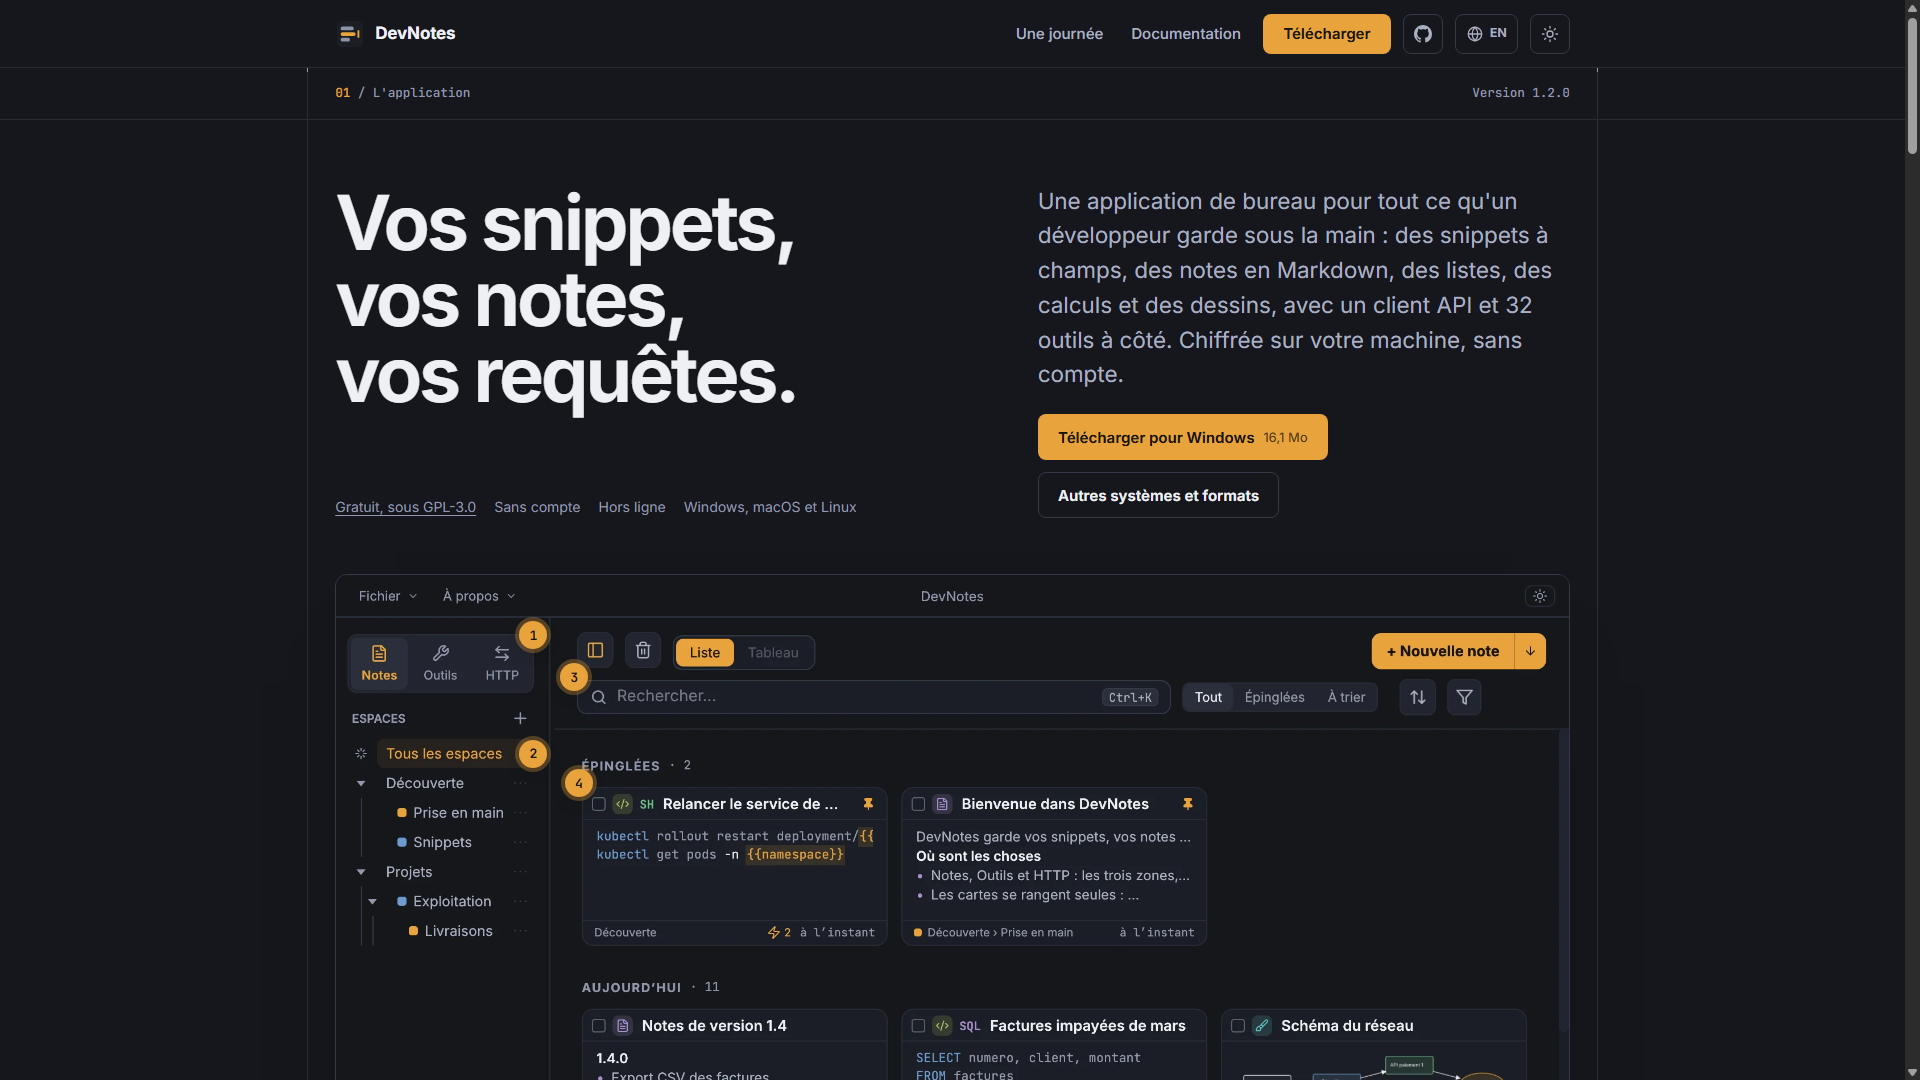 DevNotes
Une journée
Documentation
Télécharger
EN
01 / L'application
Version 1.2.0
Vos snippets,
vos notes,
vos requêtes.
Une application de bureau pour tout ce qu'un
développeur garde sous la main : des snippets à
champs, des notes en Markdown, des listes, des
calculs et des dessins, avec un client API et 32
outils à côté. Chiffrée sur votre machine, sans
compte.
Télécharger pour Windows 16,1 Mo
Autres systèmes et formats
Gratuit, sous GPL-3.0
Sans compte
Hors ligne
Windows, macOS et Linux
Fichier
À propos
DevNotes
1
Notes
Outils
HTTP
ESPACES
Tous les espaces
2
Découverte
Prise en main
Snippets
Projets
Exploitation
Livraisons
Liste
Tableau
+ Nouvelle note
3
Rechercher...
Ctrl+K
Tout
Épinglées
À trier
ÉPINGLÉES · 2
4
SH Relancer le service de ...
kubectl rollout restart deployment/{{
kubectl get pods -n {{namespace}}
Découverte
2 à l’instant
Bienvenue dans DevNotes
DevNotes garde vos snippets, vos notes ...
Où sont les choses
• Notes, Outils et HTTP : les trois zones,...
• Les cartes se rangent seules : ...
Découverte › Prise en main
à l’instant
AUJOURD’HUI · 11
Notes de version 1.4
1.4.0
• Export CSV des factures
SQL Factures impayées de mars
SELECT numero, client, montant
FROM factures
Schéma du réseau